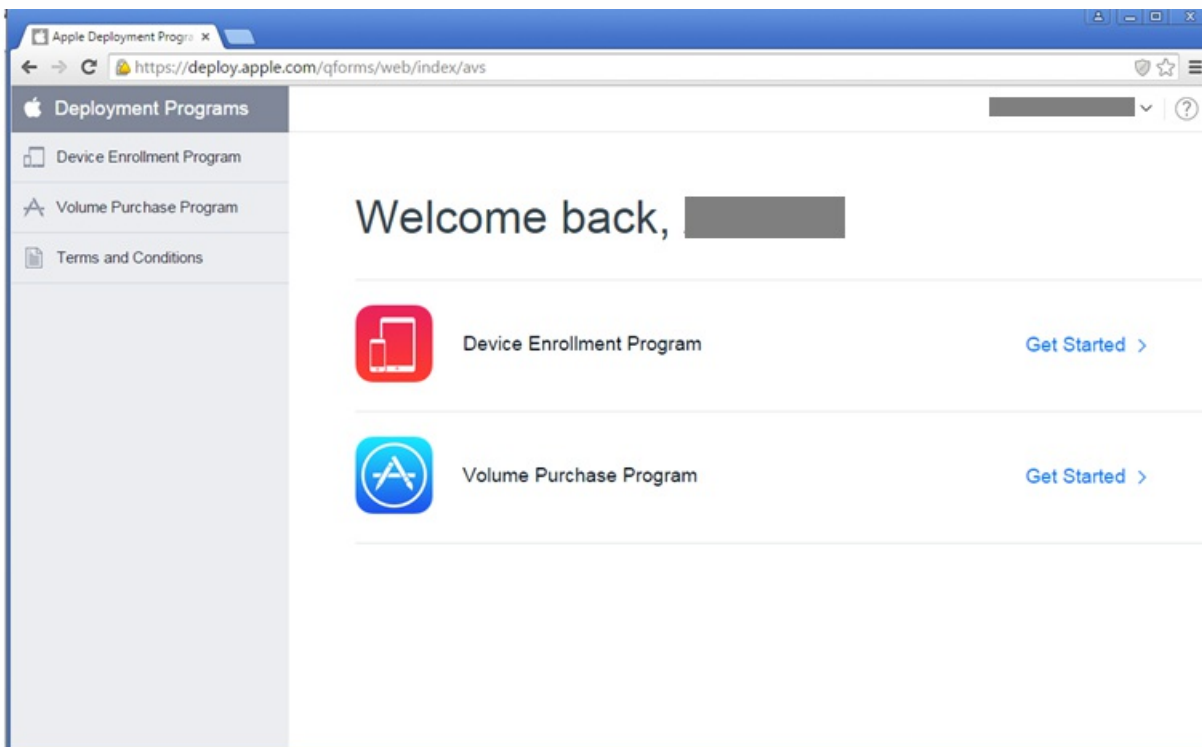 Apple Deployment Progra
https://deploy.apple.com/qforms/web/index/avs
Deployment Programs
Device Enrollment Program
Volume Purchase Program
Terms and Conditions
Welcome back,
Device Enrollment Program
Get Started
Volume Purchase Program
Get Started